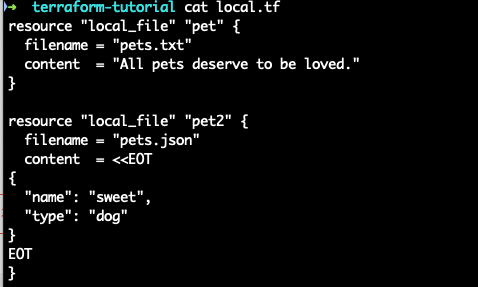 → terraform-tutorial cat local.tf
resource "local_file" "pet" {
  filename = "pets.txt"
  content  = "All pets deserve to be loved."
}

resource "local_file" "pet2" {
  filename = "pets.json"
  content  = <<EOT
{
  "name": "sweet",
  "type": "dog"
}
EOT
}